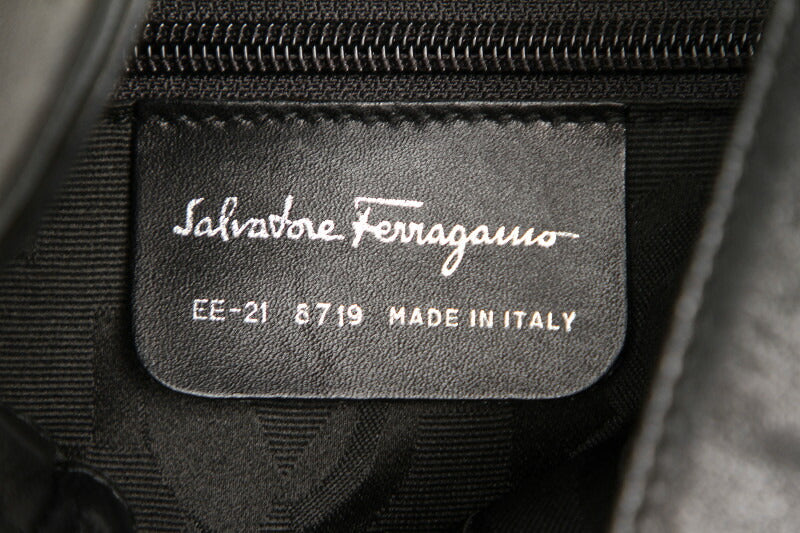 Salvatore Ferragamo
EE-21 8719 MADE IN ITALY